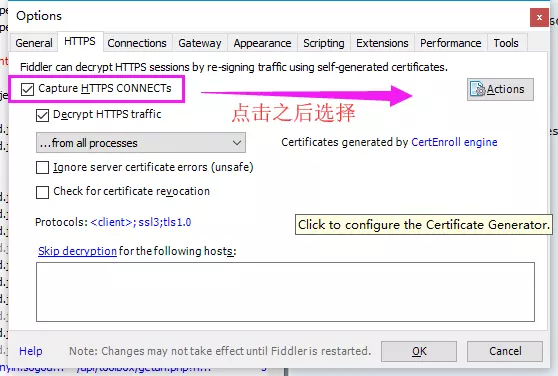 Options
General HTTPS Connections Gateway Appearance Scripting Extensions Performance Tools
Fiddler can decrypt HTTPS sessions by re-signing traffic using self-generated certificates.
Capture HTTPS CONNECTs
Actions
点击之后选择
Decrypt HTTPS traffic
...from all processes
Certificates generated by CertEnroll engine
Ignore server certificate errors (unsafe)
Check for certificate revocation
Protocols: <client>; ssl3;tls1.0
Click to configure the Certificate Generator.
Skip decryption for the following hosts:
Help
Note: Changes may not take effect until Fiddler is restarted.
OK
Cancel